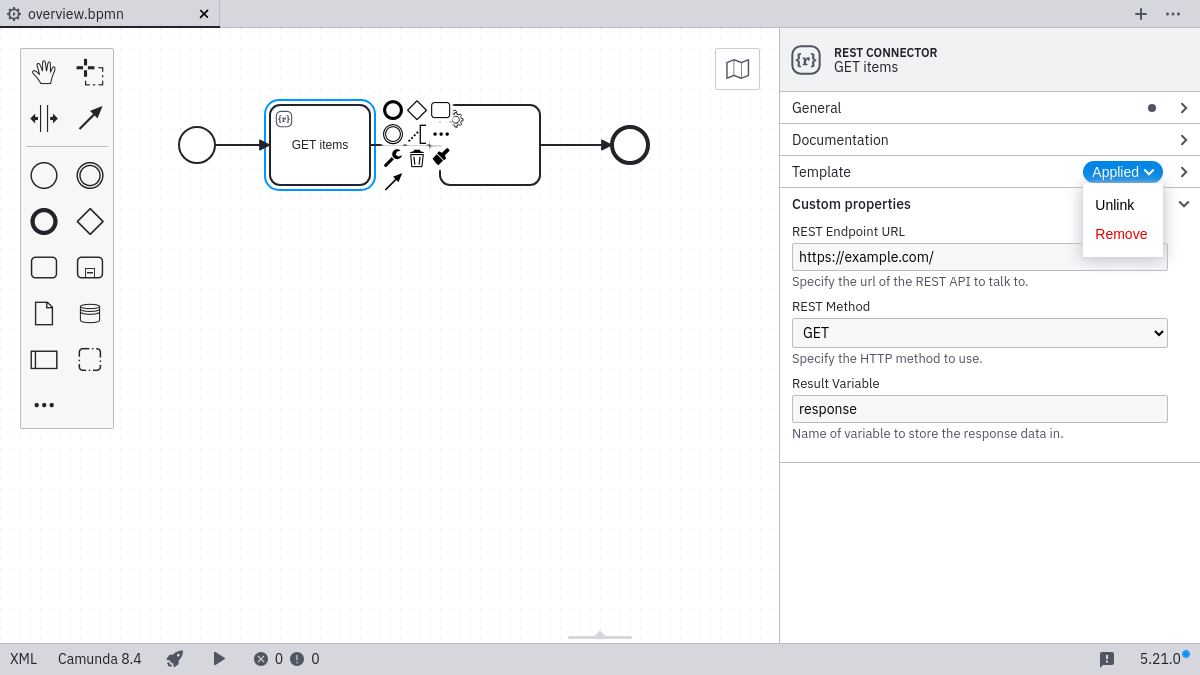 overview.bpmn
REST CONNECTOR
GET items
{r}
GET items
General
Documentation
Template
Applied
Unlink
Remove
Custom properties
REST Endpoint URL
https://example.com/
Specify the url of the REST API to talk to.
REST Method
GET
Specify the HTTP method to use.
Result Variable
response
Name of variable to store the response data in.
XML Camunda 8.4 0 0 5.21.0